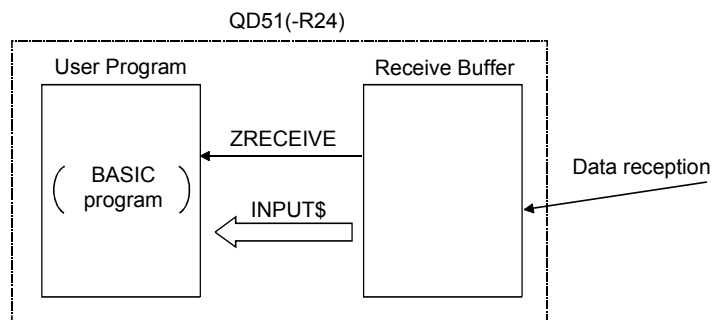 QD51(-R24)
User Program
Receive Buffer
ZRECEIVE
Data reception
( BASIC
program )
INPUT$